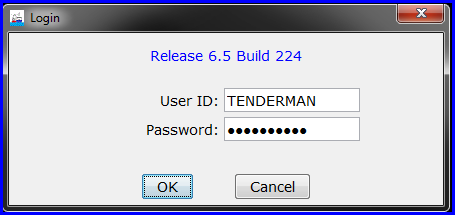 Login
Release 6.5 Build 224
User ID: TENDERMAN
Password: ●●●●●●●●●●
OK Cancel